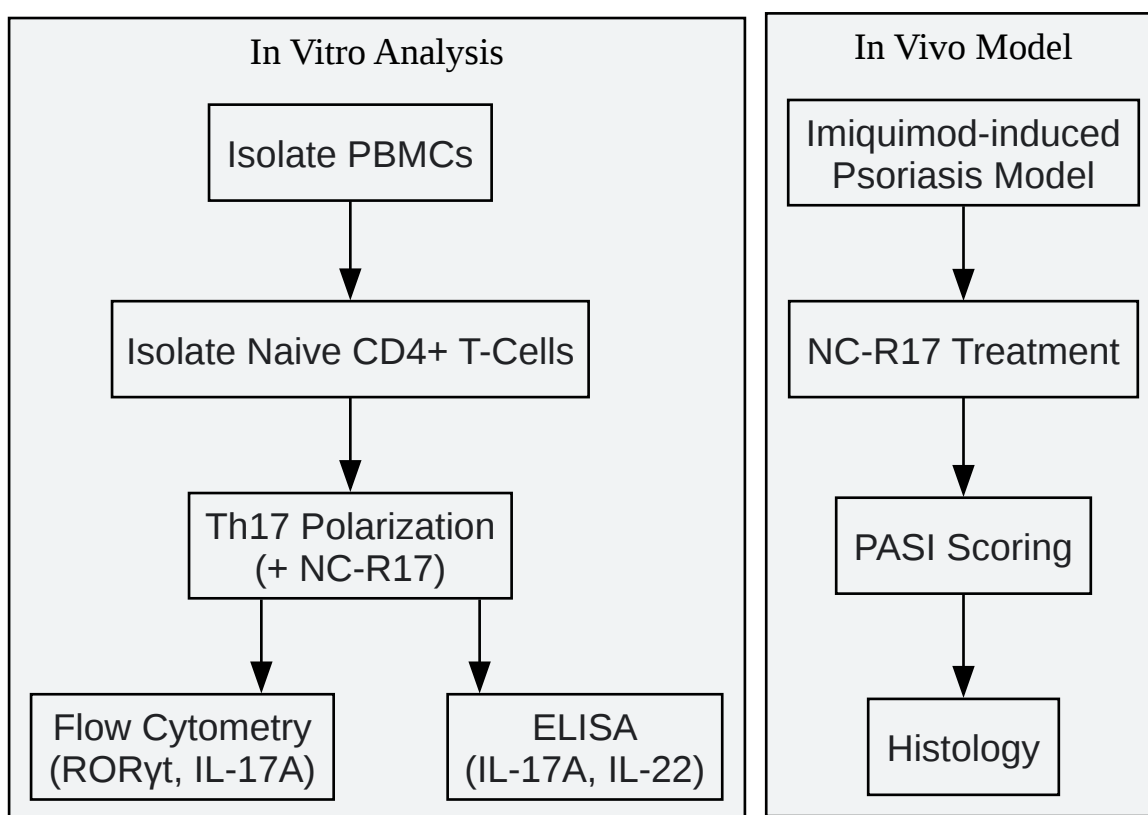 In Vitro Analysis
Isolate PBMCs
Isolate Naive CD4+ T-Cells
Th17 Polarization
(+ NC-R17)
Flow Cytometry
(RORγt, IL-17A)
ELISA
(IL-17A, IL-22)
In Vivo Model
Imiquimod-induced
Psoriasis Model
NC-R17 Treatment
PASI Scoring
Histology